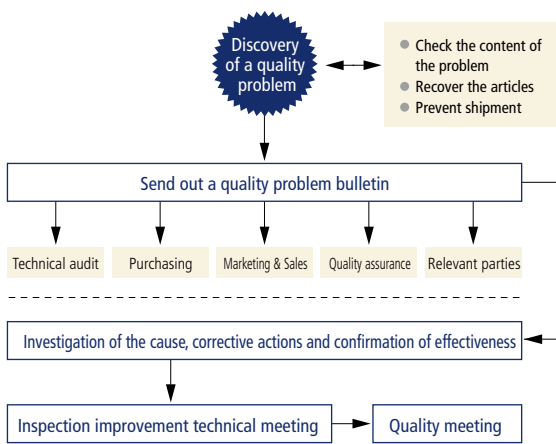 Discovery
of a quality
problem
Check the content of
the problem
Recover the articles
Prevent shipment
Send out a quality problem bulletin
Technical audit
Purchasing
Marketing & Sales
Quality assurance
Relevant parties
Investigation of the cause, corrective actions and confirmation of effectiveness
Inspection improvement technical meeting
Quality meeting